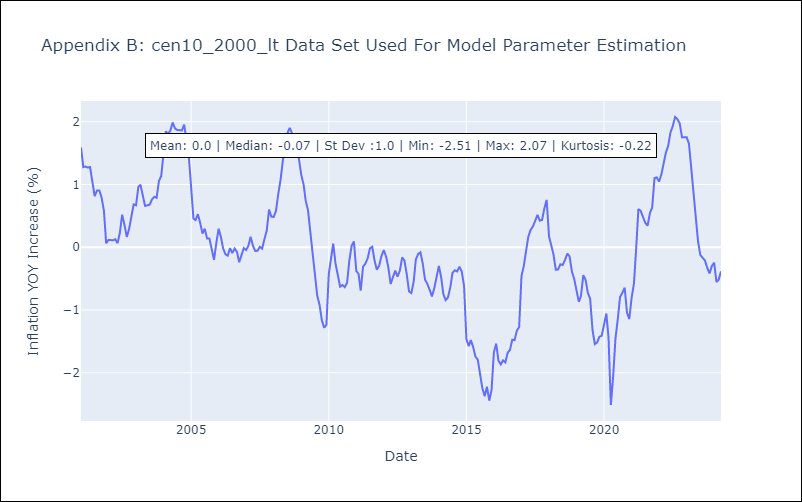 Appendix B: cen10_2000_lt Data Set Used For Model Parameter Estimation
Mean: 0.0 | Median: -0.07 | St Dev :1.0 | Min: -2.51 | Max: 2.07 | Kurtosis: -0.22
Inflation YOY Increase (%)
2
1
0
−1
−2
2005
2010
2015
2020
Date